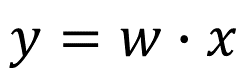 y = w · x